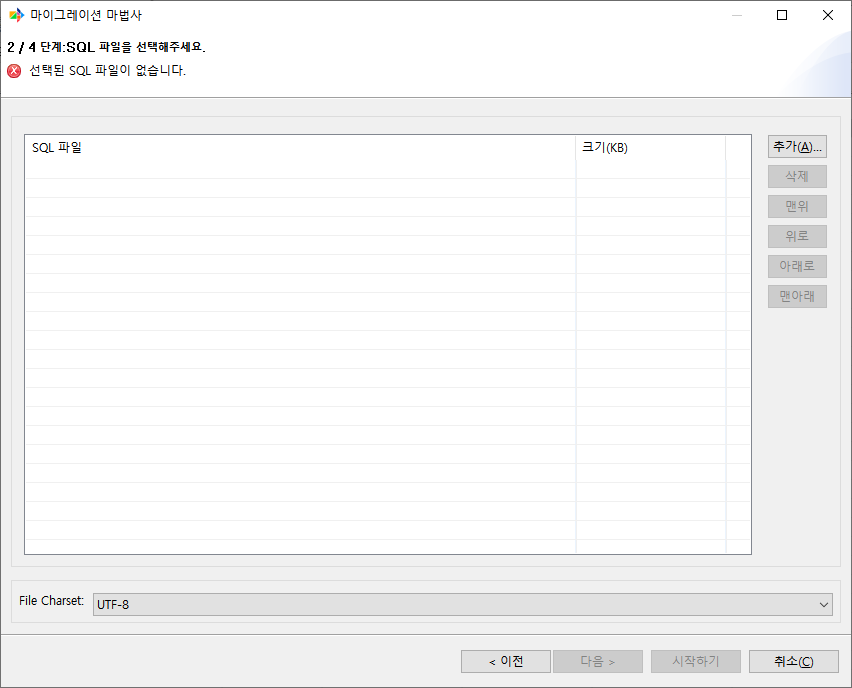 마이그레이션 마법사
2 / 4 단계:SQL 파일을 선택해주세요.
선택된 SQL 파일이 없습니다.
SQL 파일 크기(KB)
추가(A)...
삭제
맨위
위로
아래로
맨아래
File Charset: UTF-8
< 이전 다음 > 시작하기 취소(C)